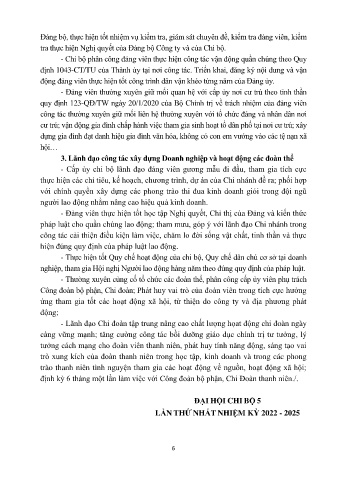 Đảng bộ, thực hiện tốt nhiệm vụ kiểm tra, giám sát chuyên đề, kiểm tra đảng viên, kiểm
tra thực hiện Nghị quyết của Đảng bộ Công ty và của Chi bộ.
- Chi bộ phân công đảng viên thực hiện công tác vận động quần chúng theo Quy
định 1043-CT/TU của Thành ủy tại nơi công tác. Triển khai, đăng ký nội dung và vận
động đảng viên thực hiện tốt công trình dân vận khéo từng năm của Đảng ủy.
- Đảng viên thường xuyên giữ mối quan hệ với cấp ủy nơi cư trú theo tinh thần
quy định 123-QĐ/TW ngày 20/1/2020 của Bộ Chính trị về trách nhiệm của đảng viên
công tác thường xuyên giữ mối liên hệ thường xuyên với tổ chức đảng và nhân dân nơi
cư trú; vận động gia đình chấp hành việc tham gia sinh hoạt tổ dân phố tại nơi cư trú; xây
dựng gia đình đạt danh hiệu gia đình văn hóa, không có con em vướng vào các tệ nạn xã
hội…
3. Lãnh đạo công tác xây dựng Doanh nghiệp và hoạt động các đoàn thể
- Cấp ủy chi bộ lãnh đạo đảng viên gương mẫu đi đầu, tham gia tích cực
thực hiện các chỉ tiêu, kế hoạch, chương trình, dự án của Chi nhánh đề ra; phối hợp
với chính quyền xây dựng các phong trào thi đua kinh doanh giỏi trong đội ngũ
người lao động nhằm nâng cao hiệu quả kinh doanh.
- Đảng viên thực hiện tốt học tập Nghị quyết, Chỉ thị của Đảng và kiến thức
pháp luật cho quần chúng lao động; tham mưu, góp ý với lãnh đạo Chi nhánh trong
công tác cải thiện điều kiện làm việc, chăm lo đời sống vật chất, tinh thần và thực
hiện đúng quy định của pháp luật lao động.
- Thực hiện tốt Quy chế hoạt động của chi bộ, Quy chế dân chủ cơ sở tại doanh
nghiệp, tham gia Hội nghị Người lao động hàng năm theo đúng quy định của pháp luật.
- Thường xuyên củng cố tổ chức các đoàn thể, phân công cấp ủy viên phụ trách
Công đoàn bộ phận, Chi đoàn; Phát huy vai trò của đoàn viên trong tích cực hưởng
ứng tham gia tốt các hoạt động xã hội, từ thiện do công ty và địa phương phát
động;
- Lãnh đạo Chi đoàn tập trung nâng cao chất lượng hoạt động chi đoàn ngày
càng vững mạnh; tăng cường công tác bồi dưỡng giáo dục chính trị tư tưởng, lý
tưởng cách mạng cho đoàn viên thanh niên, phát huy tính năng động, sáng tạo vai
trò xung kích của đoàn thanh niên trong học tập, kinh doanh và trong các phong
trào thanh niên tình nguyện tham gia các hoạt động về nguồn, hoạt động xã hội;
định kỳ 6 tháng một lần làm việc với Công đoàn bộ phận, Chi Đoàn thanh niên./.
ĐẠI HỘI CHI BỘ 5
LẦN THỨ NHẤT NHIỆM KỲ 2022 - 2025
6